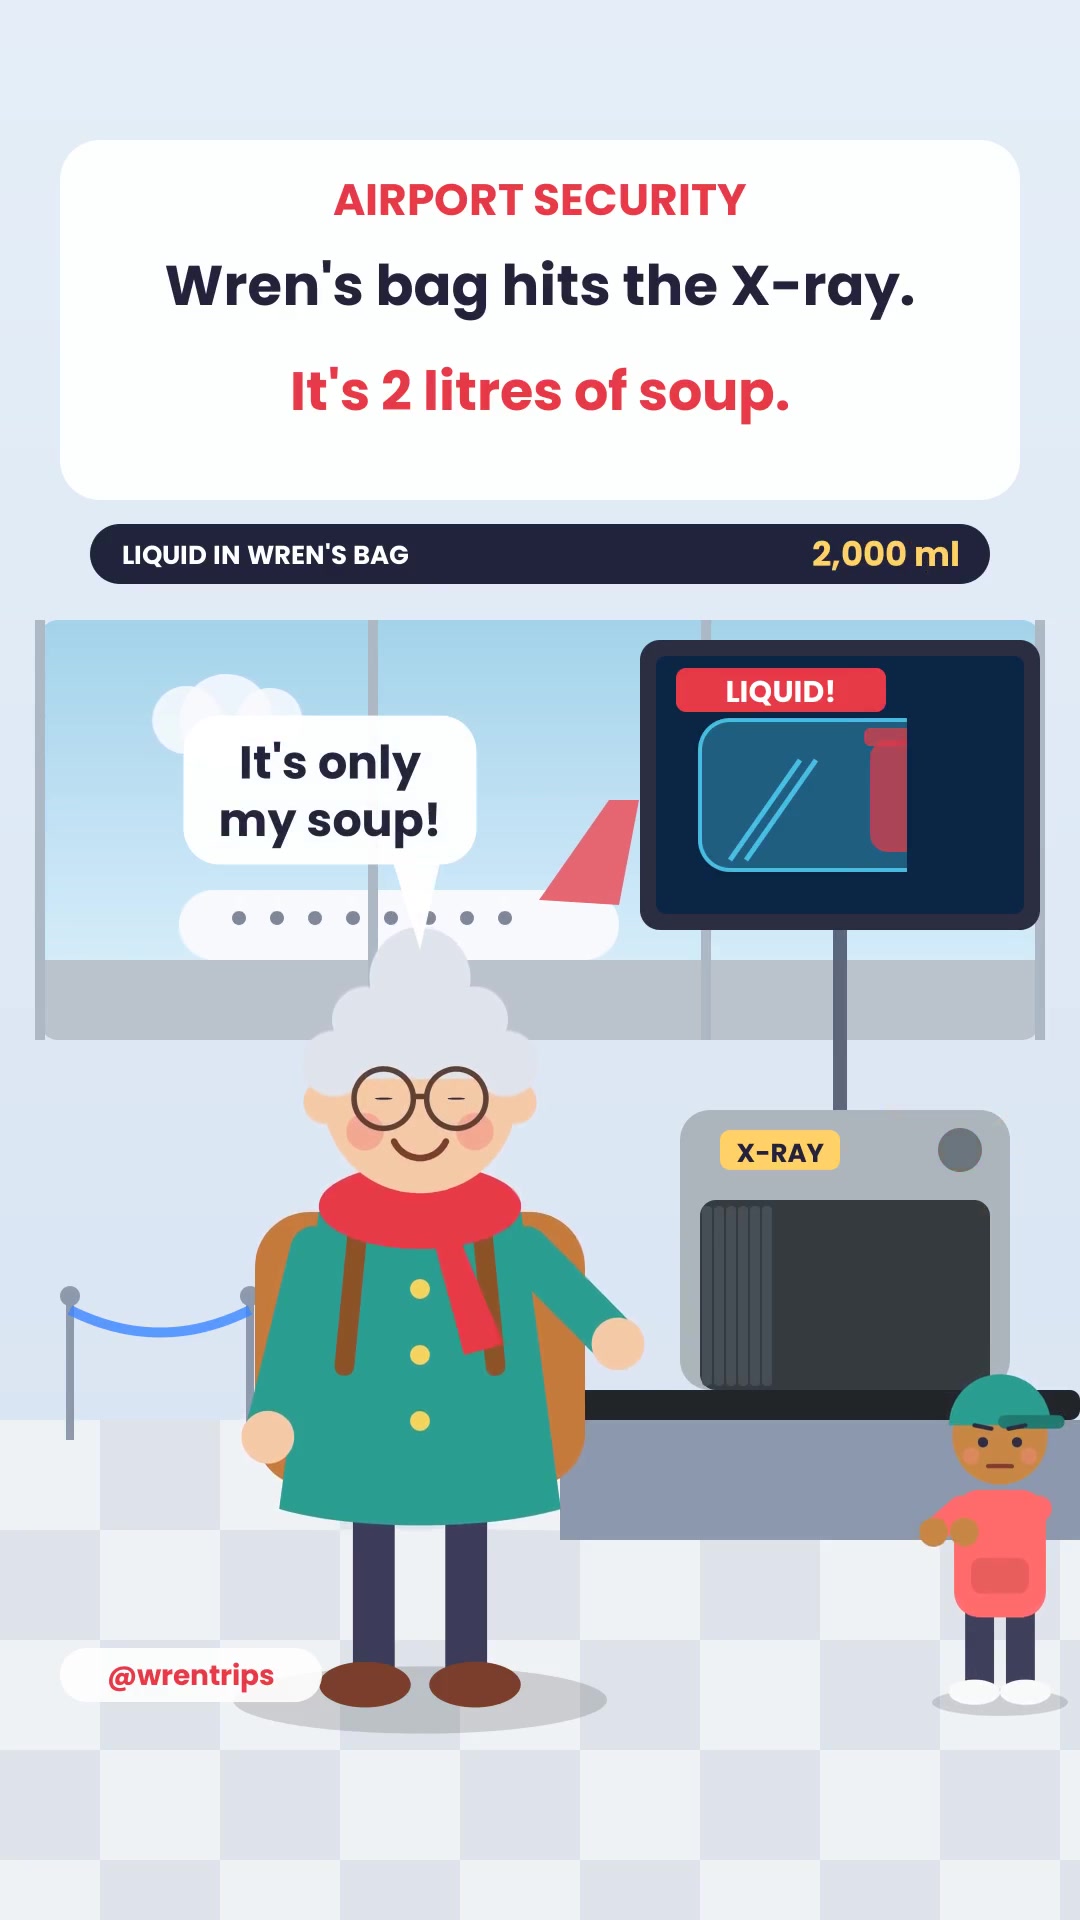 AIRPORT SECURITY
Wren's bag hits the X-ray.
It's 2 litres of soup.
LIQUID IN WREN'S BAG
2,000 ml
LIQUID!
It's only
my soup!
X-RAY
@wrentrips